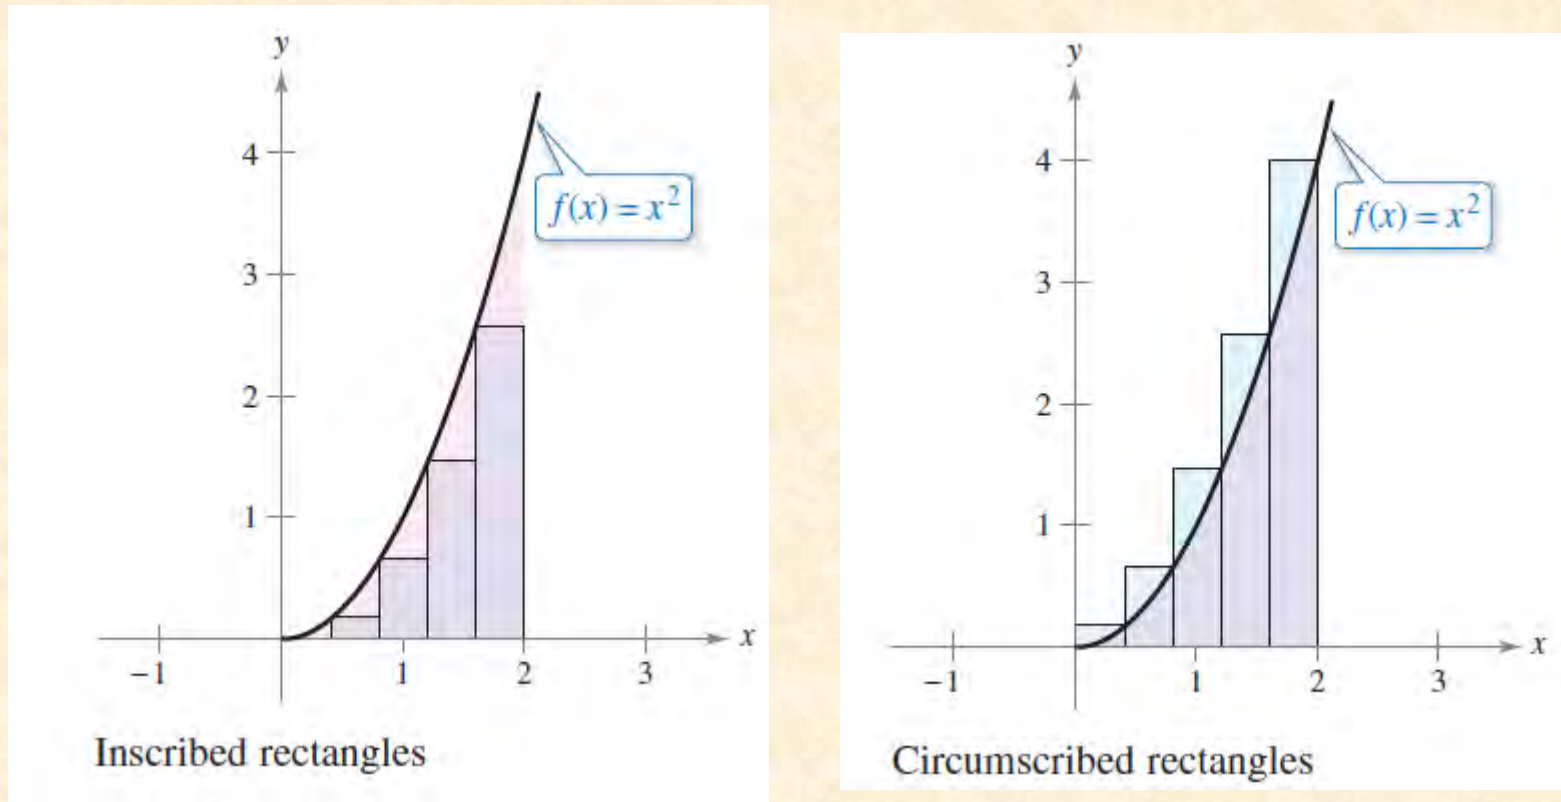 y
4
f(x) = x²
3
2
1
x
−1
1
2
3
Inscribed rectangles
y
4
f(x) = x²
3
2
1
x
−1
1
2
3
Circumscribed rectangles